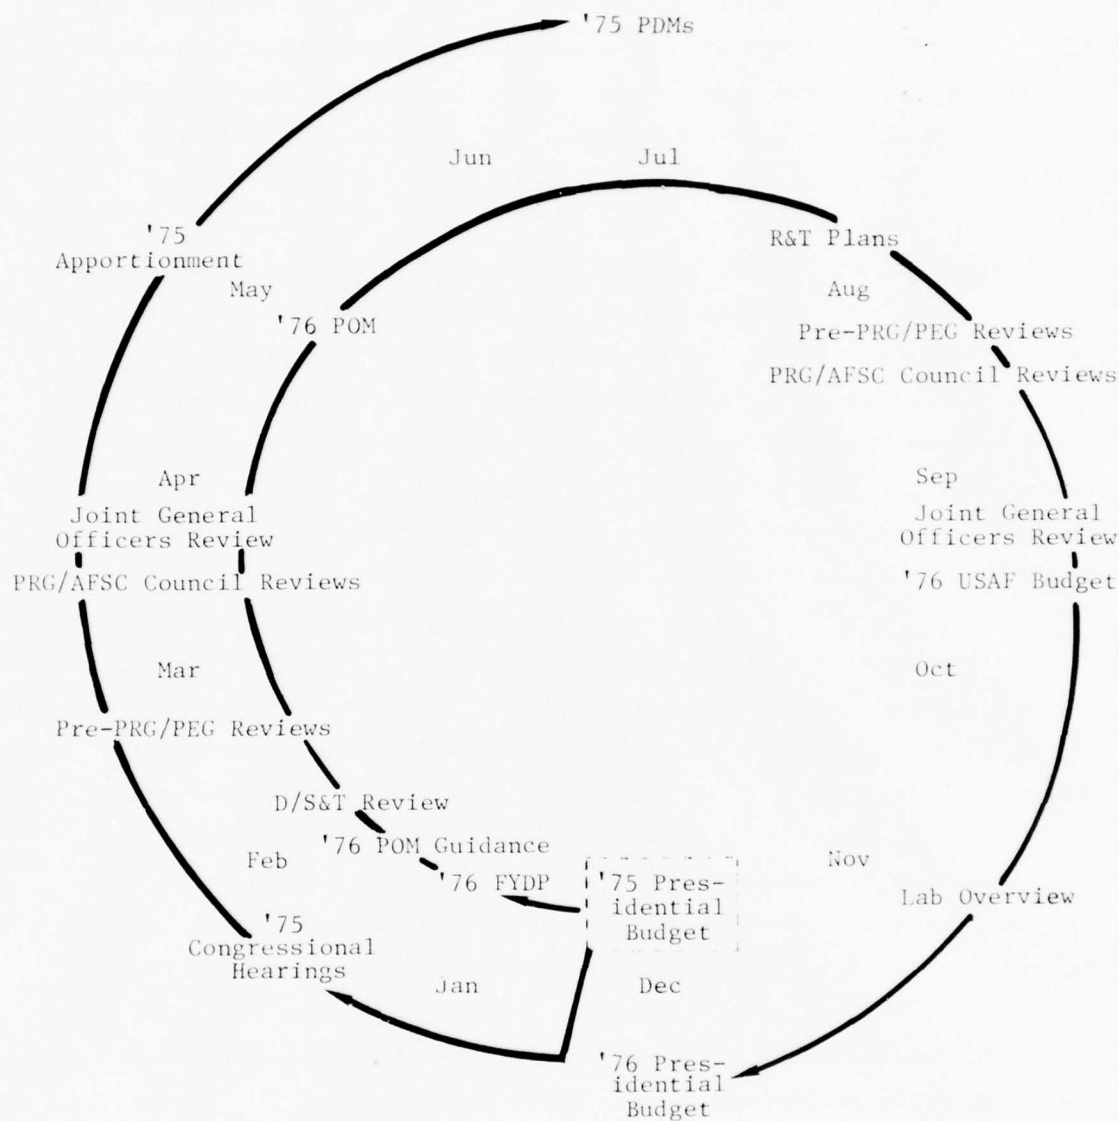 '75 PDMs
Jun
Jul
'75
Apportionment
R&T Plans
May
Aug
'76 POM
Pre-PRG/PEG Reviews
PRG/AFSC Council Reviews
Apr
Sep
Joint General
Officers Review
Joint General
Officers Review
PRG/AFSC Council Reviews
'76 USAF Budget
Mar
Oct
Pre-PRG/PEG Reviews
D/S&T Review
'76 POM Guidance
Feb
Nov
'76 FYDP
'75 Pres-
idential
Budget
Lab Overview
'75
Congressional
Hearings
Jan
Dec
'76 Pres-
idential
Budget